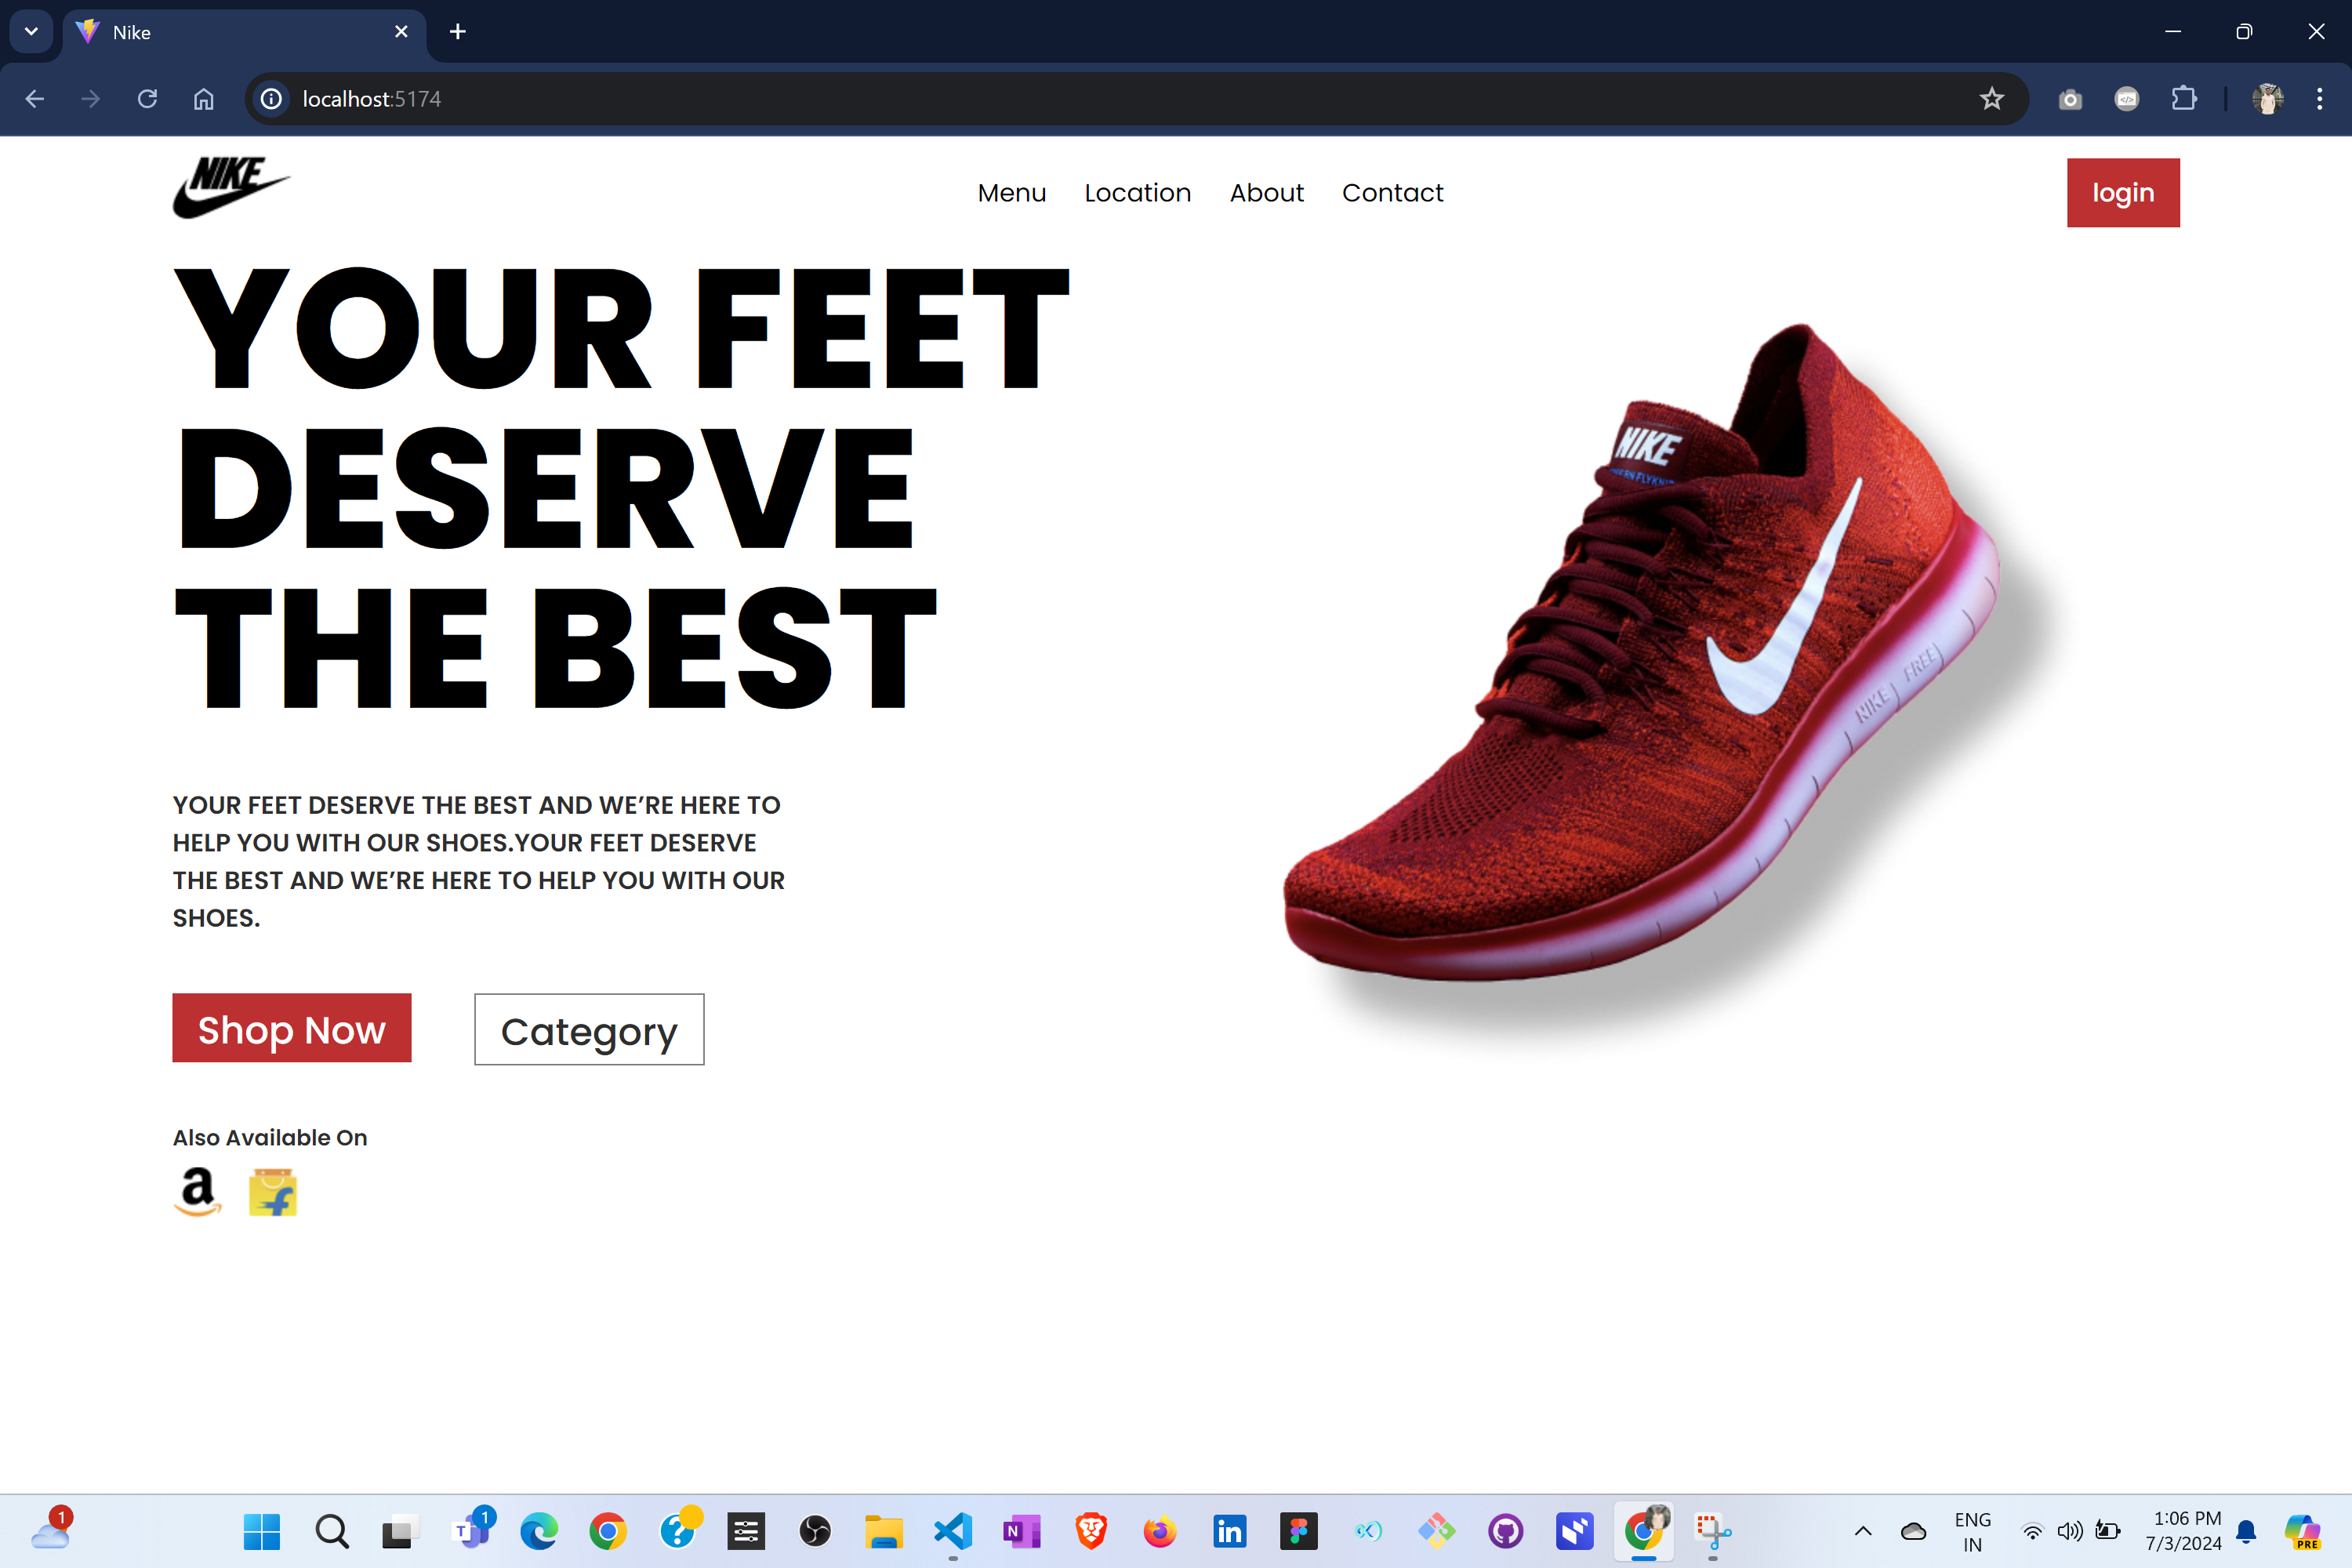 Nike
localhost:5174
NIKE
Menu
Location
About
Contact
login
YOUR FEET
DESERVE
THE BEST
NIKE
NIKE FREE
YOUR FEET DESERVE THE BEST AND WE’RE HERE TO
HELP YOU WITH OUR SHOES.YOUR FEET DESERVE
THE BEST AND WE’RE HERE TO HELP YOU WITH OUR
SHOES.
Shop Now
Category
Also Available On
a
f
1
T
1
N
in
ENG
IN
1:06 PM
7/3/2024
PRE